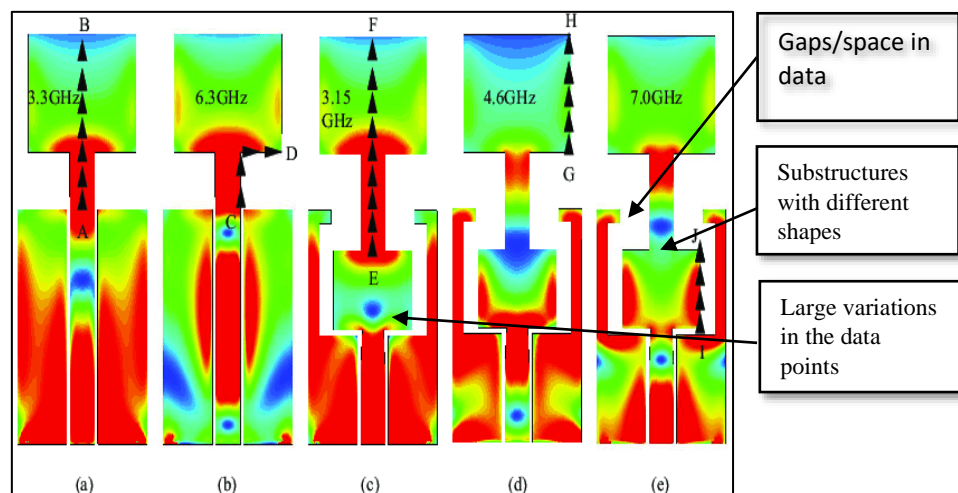 B
F
H
3.3GHz
6.3GHz
3.15
GHz
4.6GHz
7.0GHz
D
G
C
A
E
J
I
(a) (b) (c) (d) (e)
Gaps/space in
data
Substructures
with different
shapes
Large variations
in the data
points